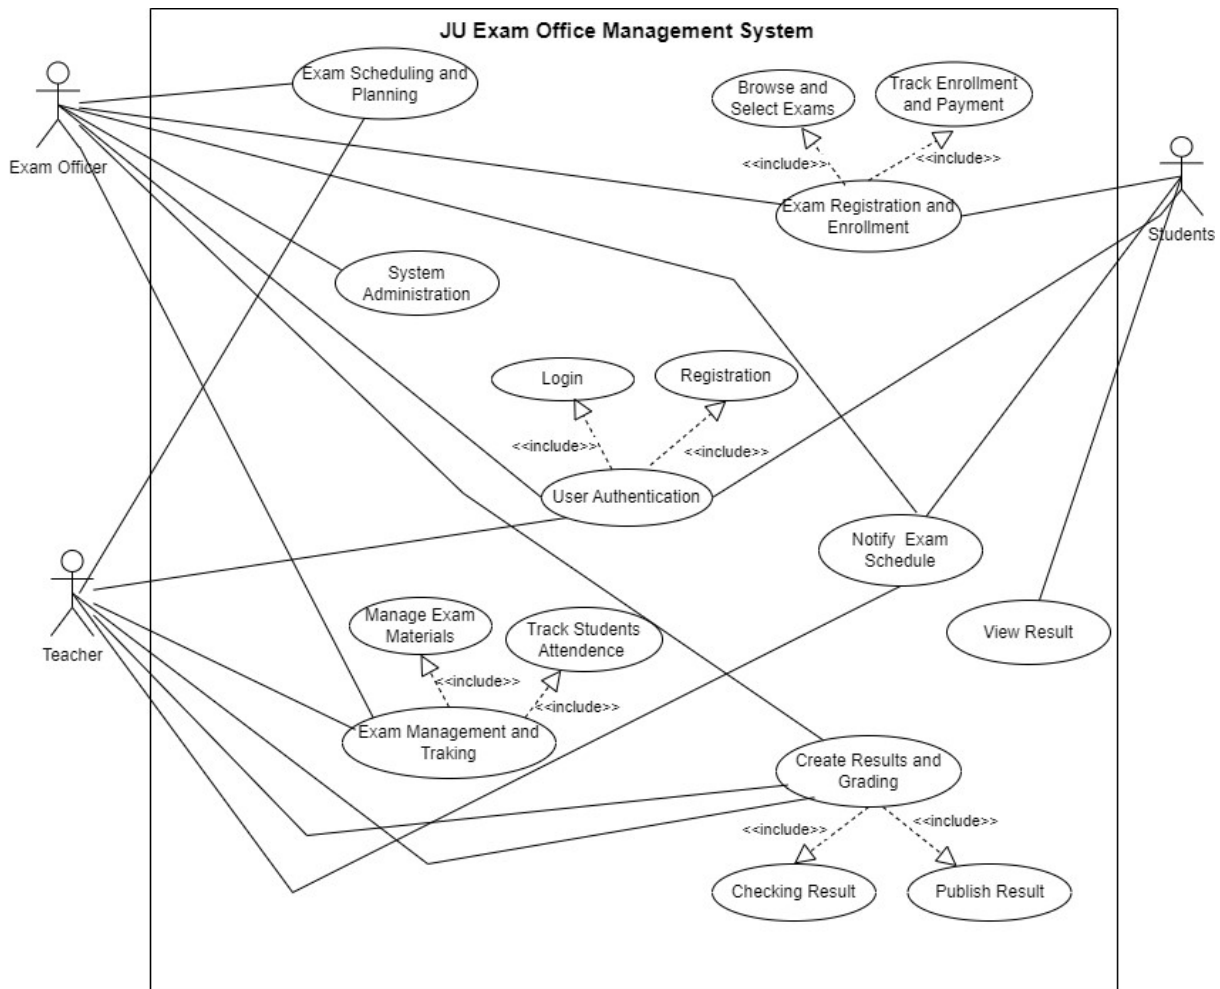 JU Exam Office Management System
Exam Scheduling and
Planning
Browse and
Select Exams
Track Enrollment
and Payment
Exam Officer
<<include>>
<<include>>
Exam Registration and
Enrollment
Students
System
Administration
Login
Registration
<<include>>
<<include>>
User Authentication
Notify Exam
Schedule
Teacher
Manage Exam
Materials
Track Students
Attendence
View Result
<<include>>
<<include>>
Exam Management and
Traking
Create Results and
Grading
<<include>>
<<include>>
Checking Result
Publish Result